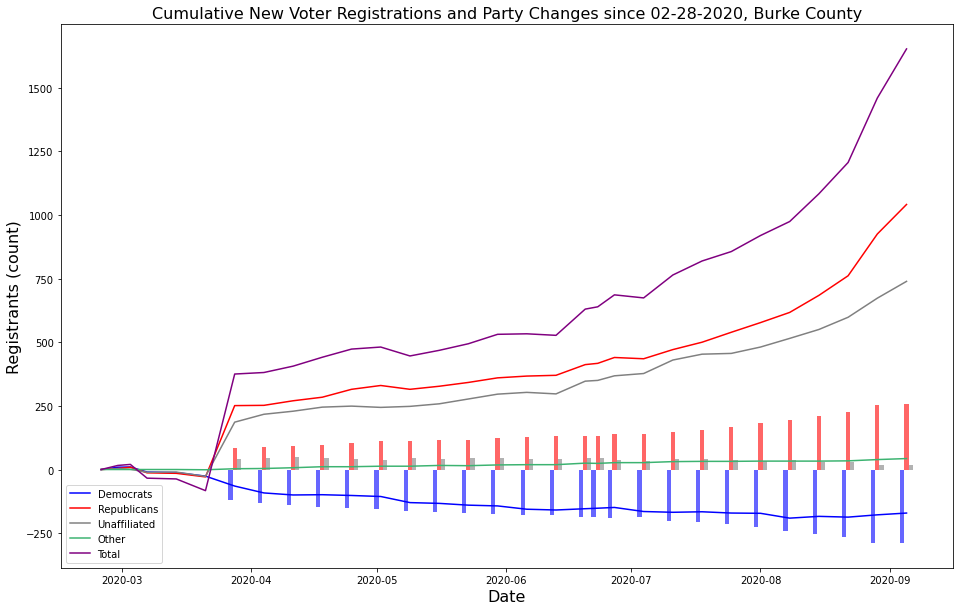 Cumulative New Voter Registrations and Party Changes since 02-28-2020, Burke County
Registrants (count)
1500
1250
1000
750
500
250
0
−250
Democrats
Republicans
Unaffiliated
Other
Total
2020-03 2020-04 2020-05 2020-06 2020-07 2020-08 2020-09
Date